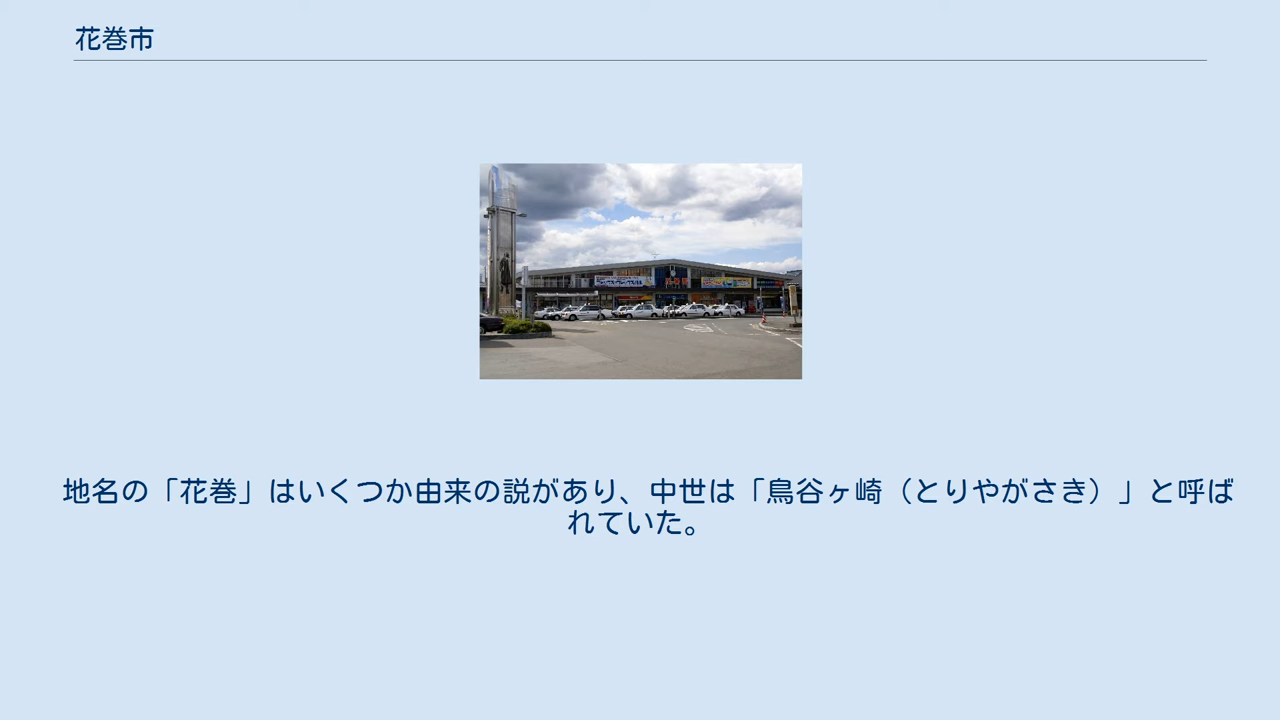 花巻市
地名の「花巻」はいくつか由来の説があり、中世は「鳥谷ヶ崎（とりやがさき）」と呼ば
れていた。